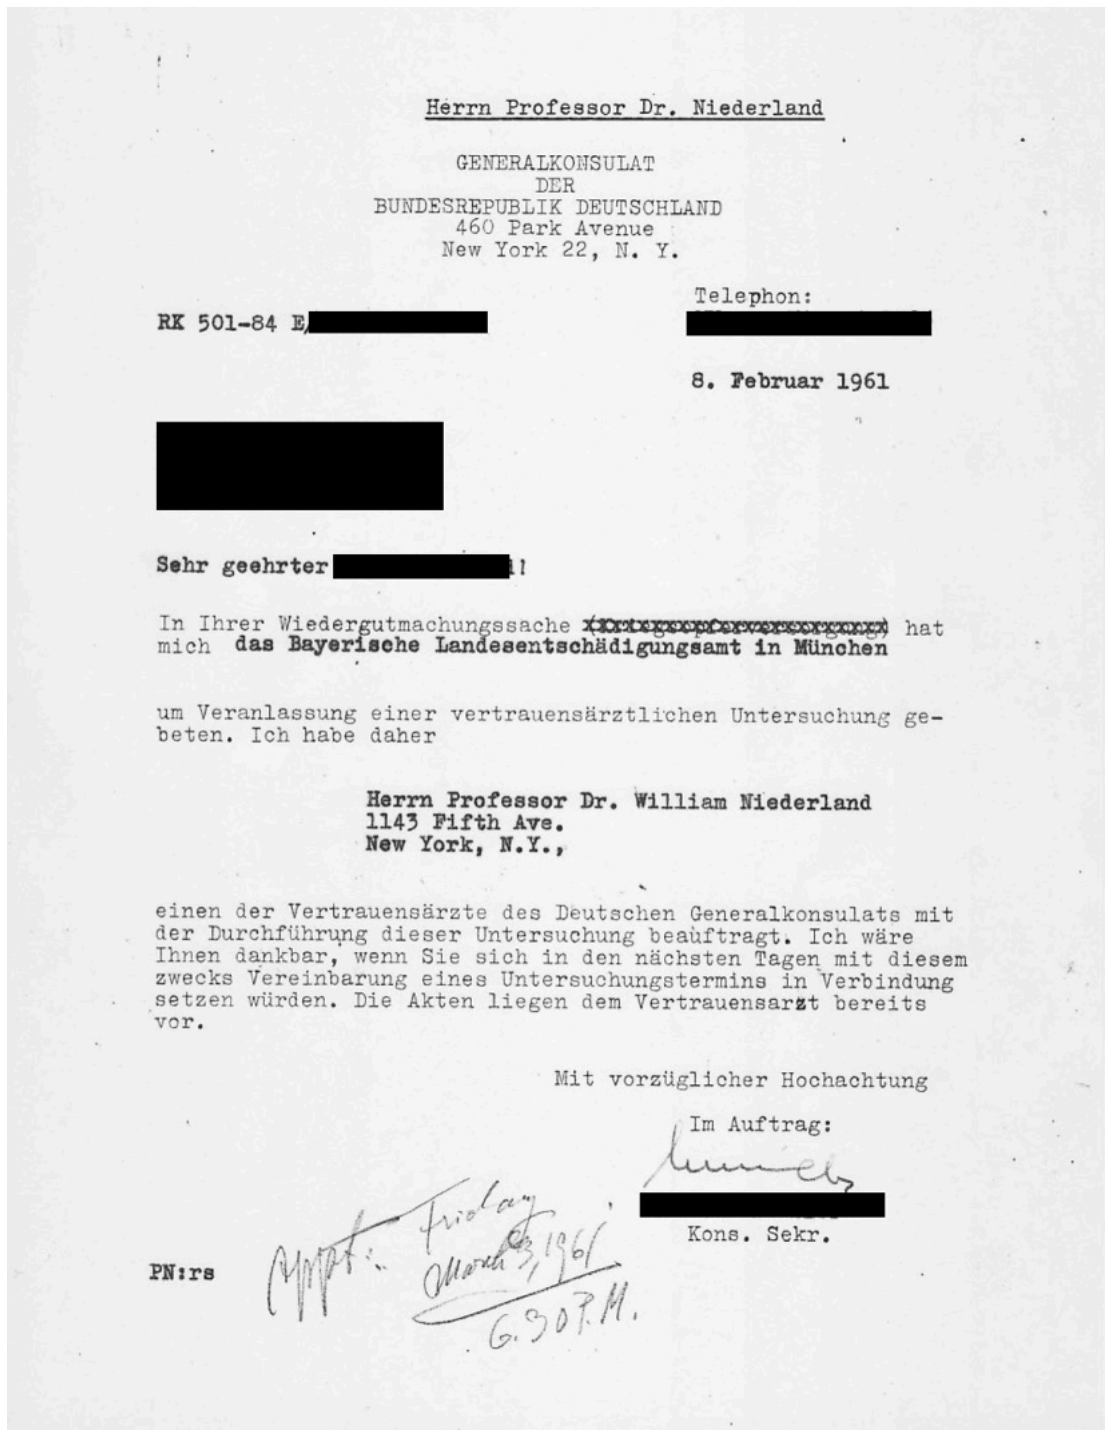 Herrn Professor Dr. Niederland
GENERALKONSULAT
DER
BUNDESREPUBLIK DEUTSCHLAND
460 Park Avenue
New York 22, N. Y.
Telephon:
RK 501-84 E/
8. Februar 1961
Sehr geehrter !
In Ihrer Wiedergutmachungssache hat
mich das Bayerische Landesentschädigungsamt in München
um Veranlassung einer vertrauensärztlichen Untersuchung ge-
beten. Ich habe daher
Herrn Professor Dr. William Niederland
1143 Fifth Ave.
New York, N.Y.,
einen der Vertrauensärzte des Deutschen Generalkonsulats mit
der Durchführung dieser Untersuchung beauftragt. Ich wäre
Ihnen dankbar, wenn Sie sich in den nächsten Tagen mit diesem
zwecks Vereinbarung eines Untersuchungstermins in Verbindung
setzen würden. Die Akten liegen dem Vertrauensarzt bereits
vor.
Mit vorzüglicher Hochachtung
Im Auftrag:
Kons. Sekr.
PN:rs
Appt: Friday
March 3, 1961
6.30 P.M.